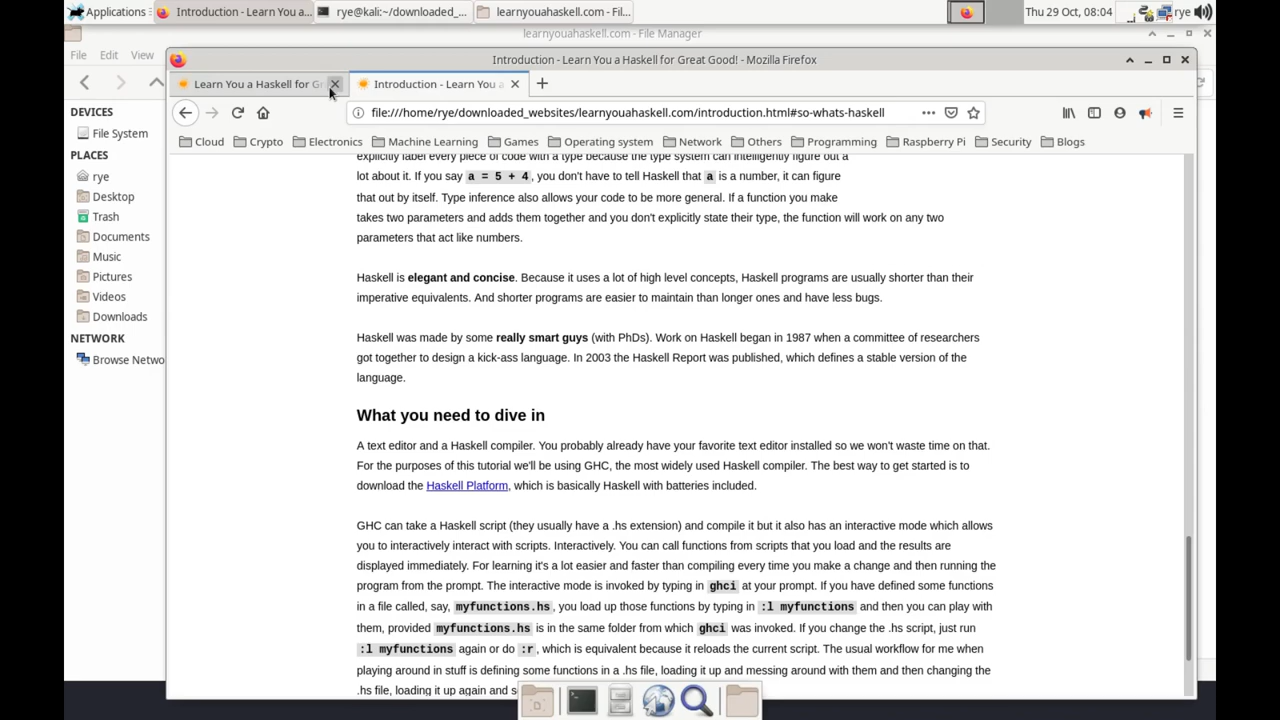 Applications
Introduction - Learn You a...
rye@kali:~/downloaded_...
learnyouahaskell.com - Fil...
Thu 29 Oct, 08:04
rye
learnyouahaskell.com - File Manager
File Edit View
Introduction - Learn You a Haskell for Great Good! - Mozilla Firefox
Learn You a Haskell for Gr
Introduction - Learn You a
file:///home/rye/downloaded_websites/learnyouahaskell.com/introduction.html#so-whats-haskell
Cloud Crypto Electronics Machine Learning Games Operating system Network Others Programming Raspberry Pi Security Blogs
DEVICES
File System
PLACES
rye
Desktop
Trash
Documents
Music
Pictures
Videos
Downloads
NETWORK
Browse Netwo
explicitly label every piece of code with a type because the type system can intelligently figure out a
lot about it. If you say a = 5 + 4, you don't have to tell Haskell that a is a number, it can figure
that out by itself. Type inference also allows your code to be more general. If a function you make
takes two parameters and adds them together and you don't explicitly state their type, the function will work on any two
parameters that act like numbers.
Haskell is elegant and concise. Because it uses a lot of high level concepts, Haskell programs are usually shorter than their
imperative equivalents. And shorter programs are easier to maintain than longer ones and have less bugs.
Haskell was made by some really smart guys (with PhDs). Work on Haskell began in 1987 when a committee of researchers
got together to design a kick-ass language. In 2003 the Haskell Report was published, which defines a stable version of the
language.
What you need to dive in
A text editor and a Haskell compiler. You probably already have your favorite text editor installed so we won't waste time on that.
For the purposes of this tutorial we'll be using GHC, the most widely used Haskell compiler. The best way to get started is to
download the Haskell Platform, which is basically Haskell with batteries included.
GHC can take a Haskell script (they usually have a .hs extension) and compile it but it also has an interactive mode which allows
you to interactively interact with scripts. Interactively. You can call functions from scripts that you load and the results are
displayed immediately. For learning it's a lot easier and faster than compiling every time you make a change and then running the
program from the prompt. The interactive mode is invoked by typing in ghci at your prompt. If you have defined some functions
in a file called, say, myfunctions.hs, you load up those functions by typing in :l myfunctions and then you can play with
them, provided myfunctions.hs is in the same folder from which ghci was invoked. If you change the .hs script, just run
:l myfunctions again or do :r, which is equivalent because it reloads the current script. The usual workflow for me when
playing around in stuff is defining some functions in a .hs file, loading it up and messing around with them and then changing the
.hs file, loading it up again and s